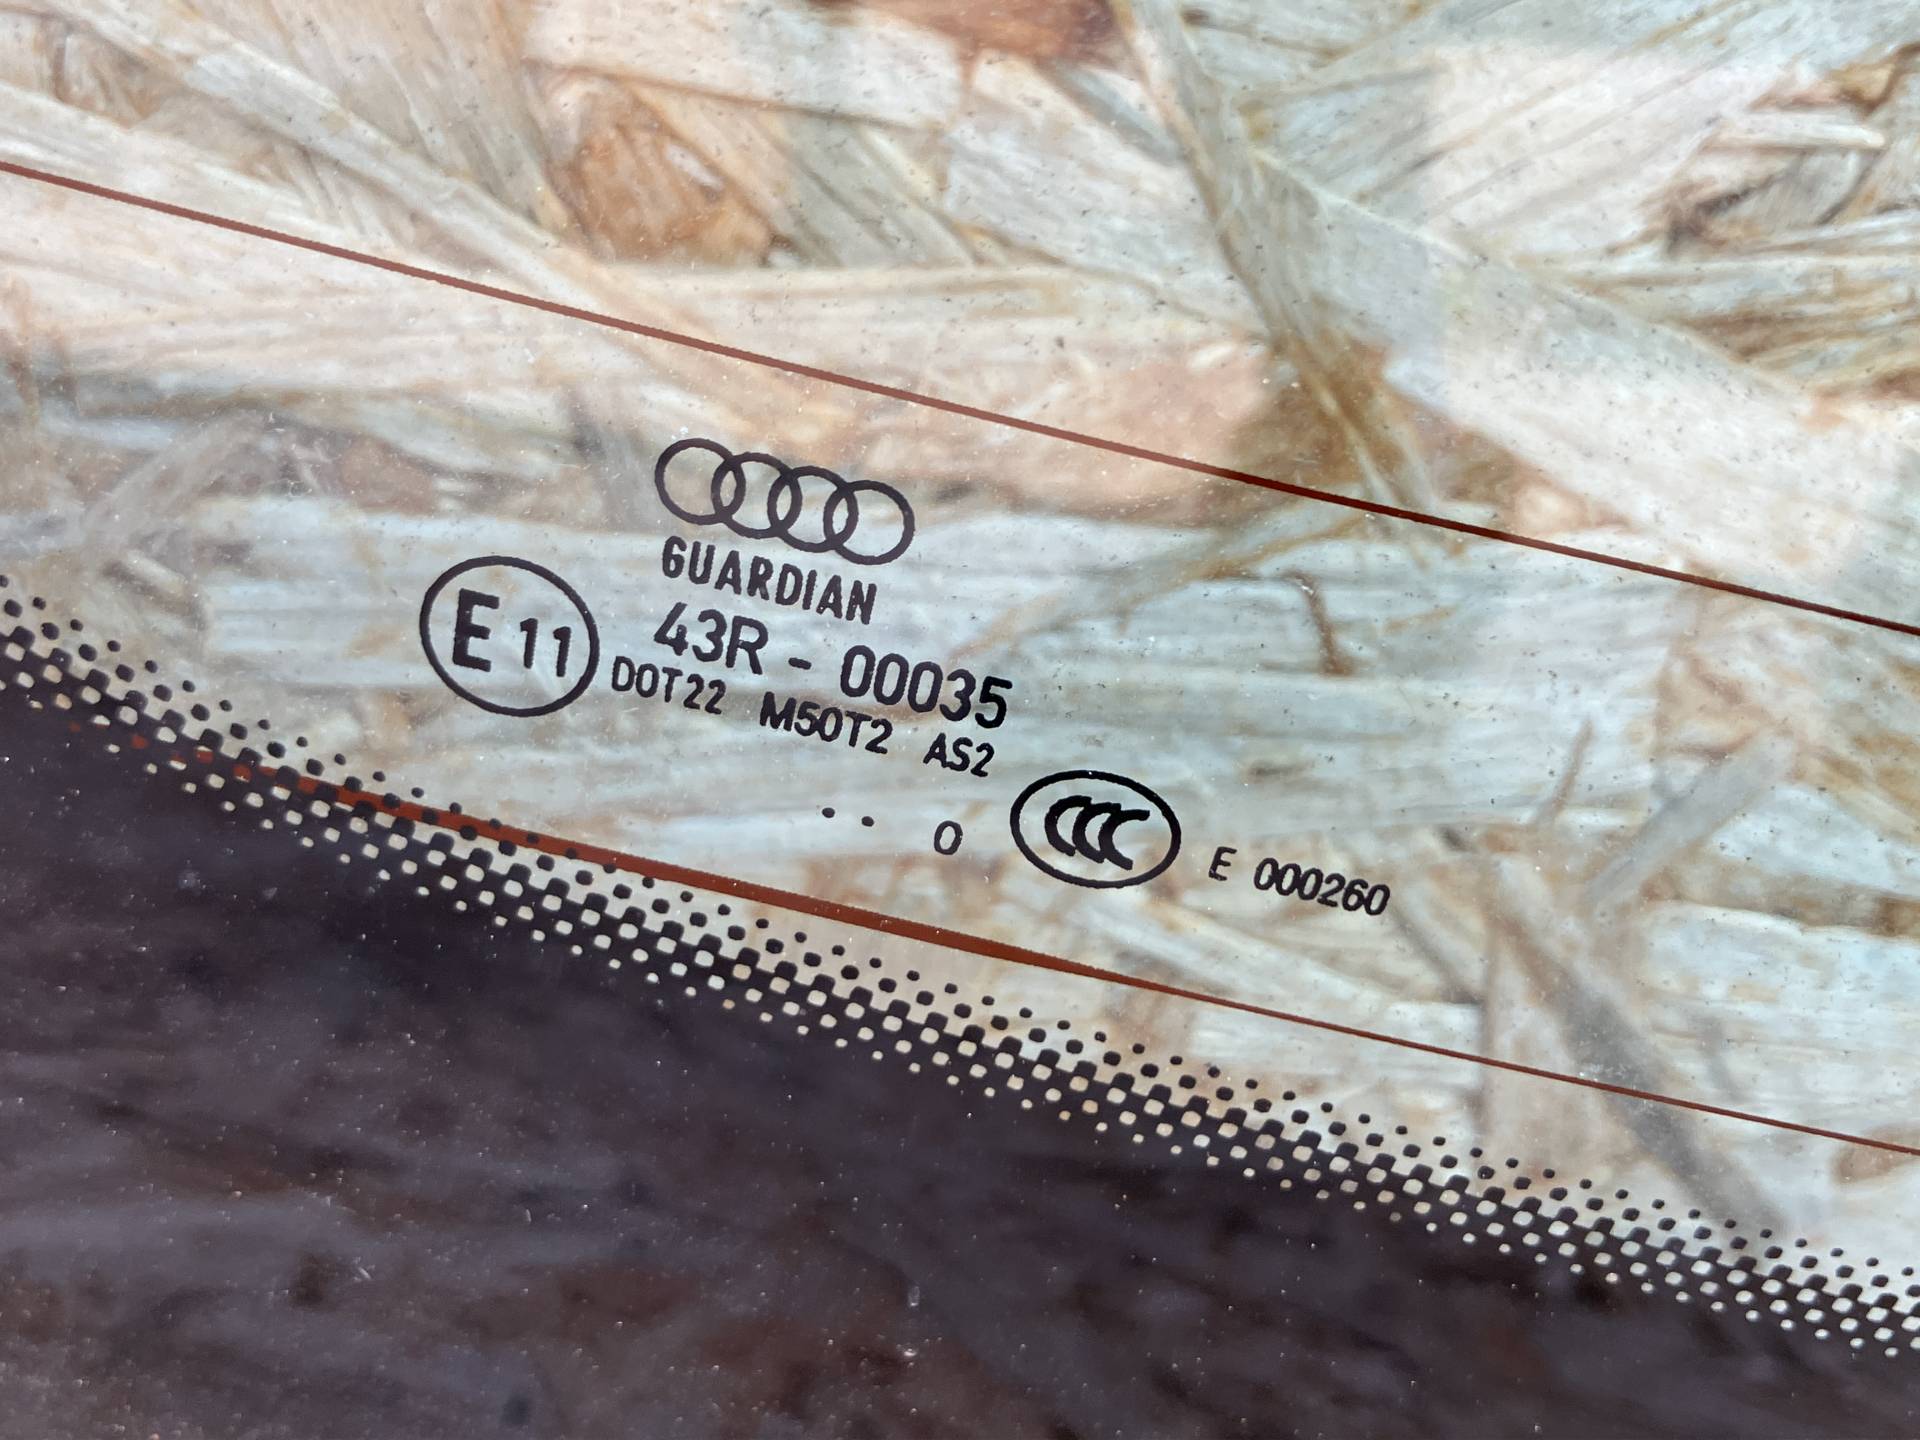 GUARDIAN
E 11
43R - 00035
DOT22 M50T2 AS2
.. 0
CCC
E 000260